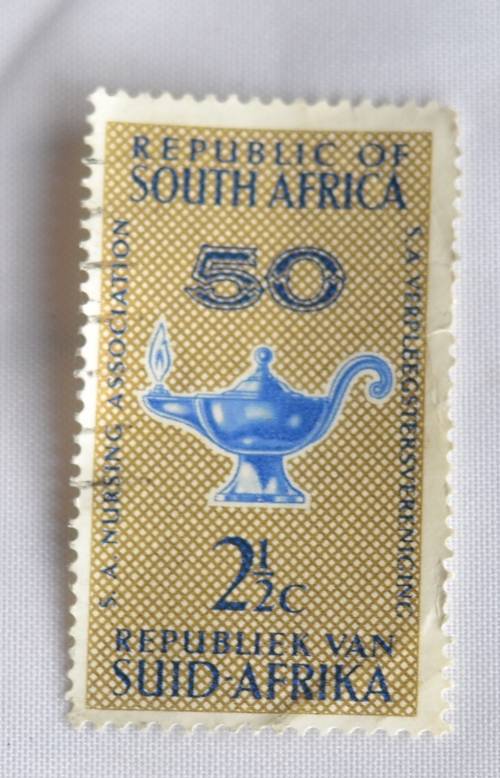 REPUBLIC OF
SOUTH AFRICA
50
S. A. NURSING ASSOCIATION
S.A. VERPLEEGSTERSVERENIGING
2½c
REPUBLIEK VAN
SUID-AFRIKA